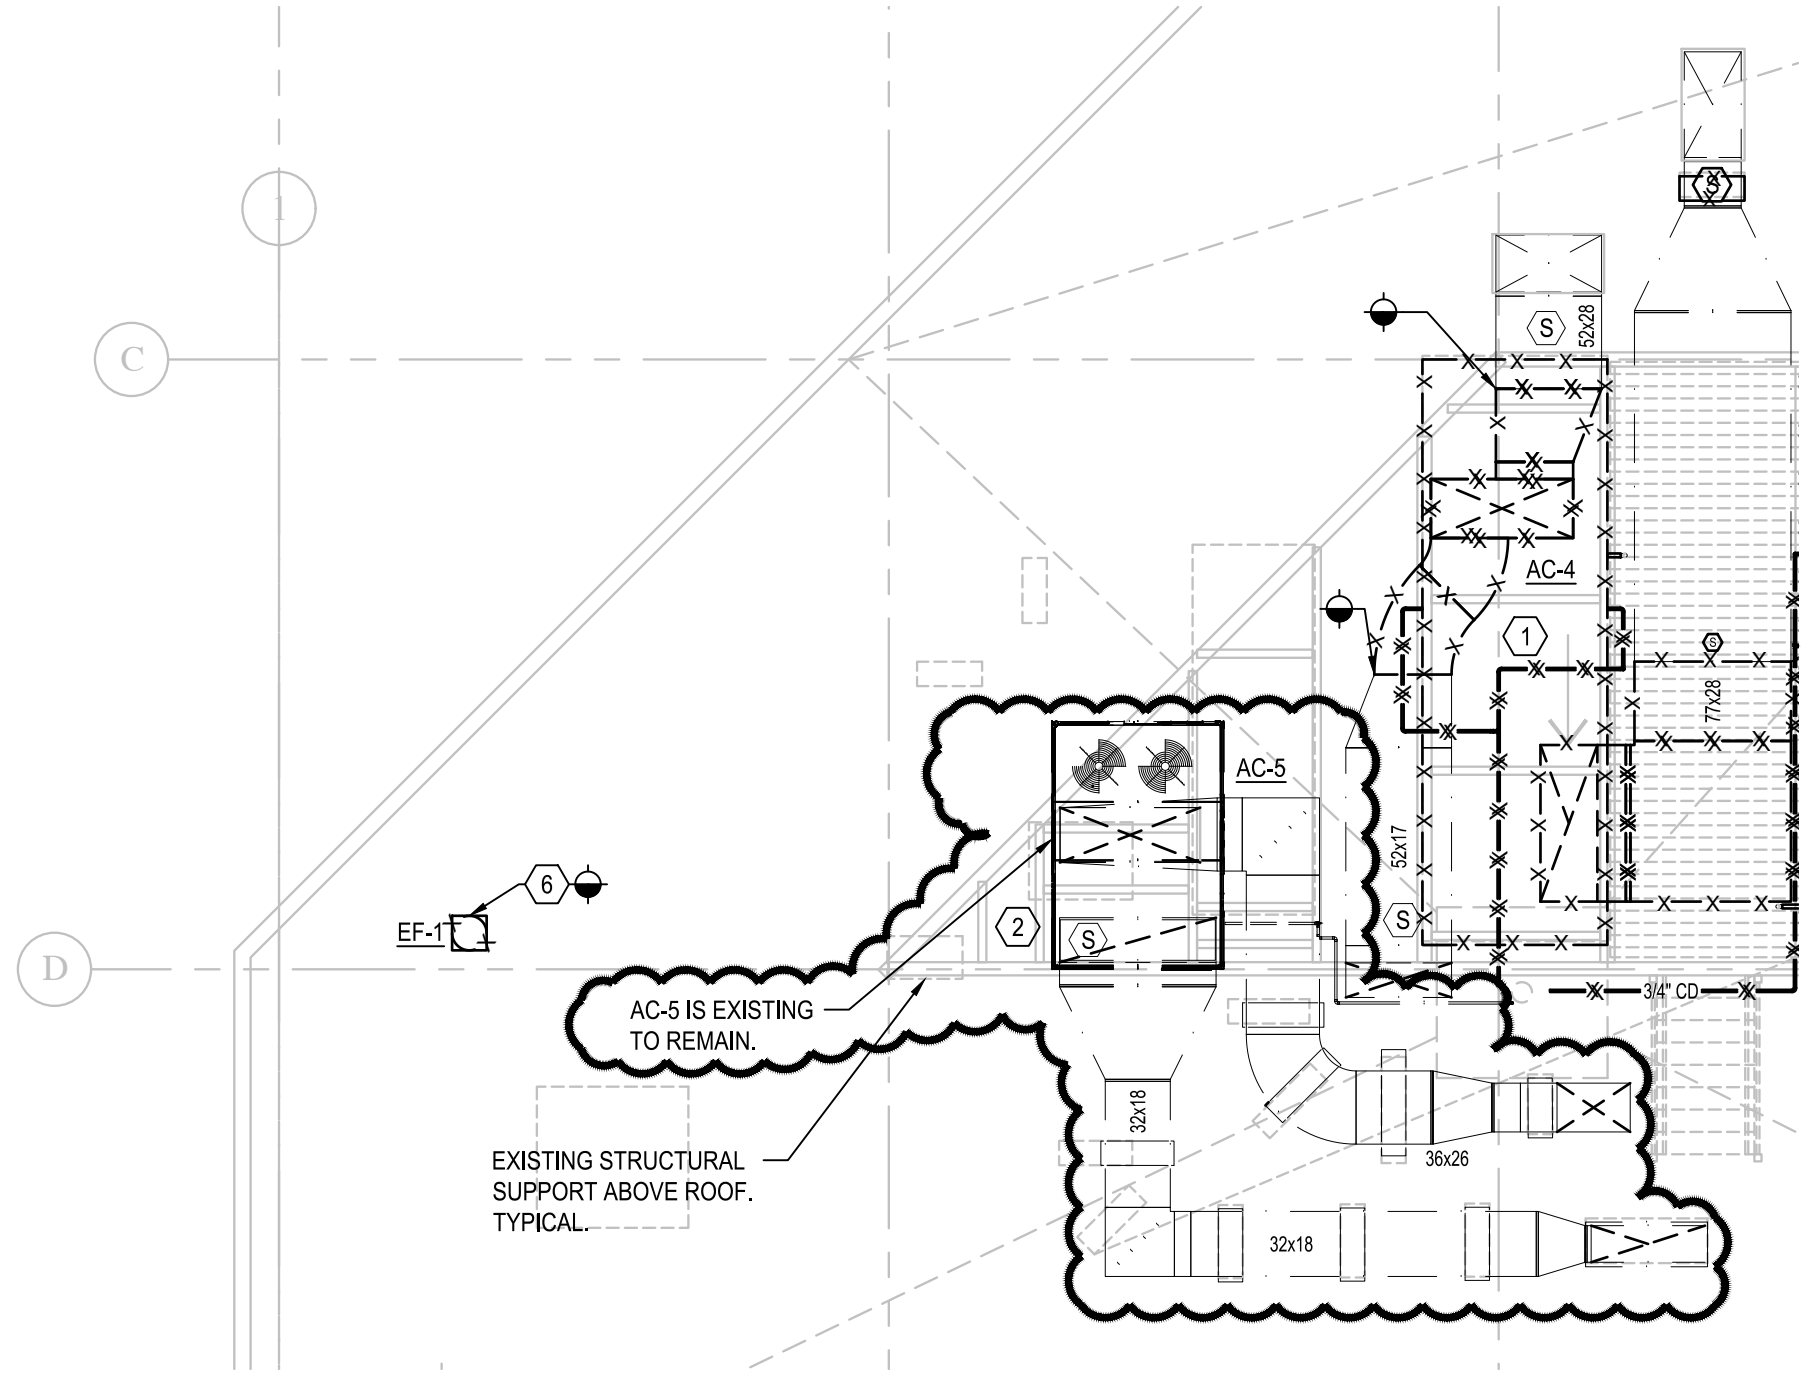 1
C
D
S
S
52x28
AC-4
1
S
77x28
AC-5
52x17
S
6
EF-1
2
S
AC-5 IS EXISTING
TO REMAIN.
3/4" CD
32x18
EXISTING STRUCTURAL
SUPPORT ABOVE ROOF.
TYPICAL.
36x26
32x18